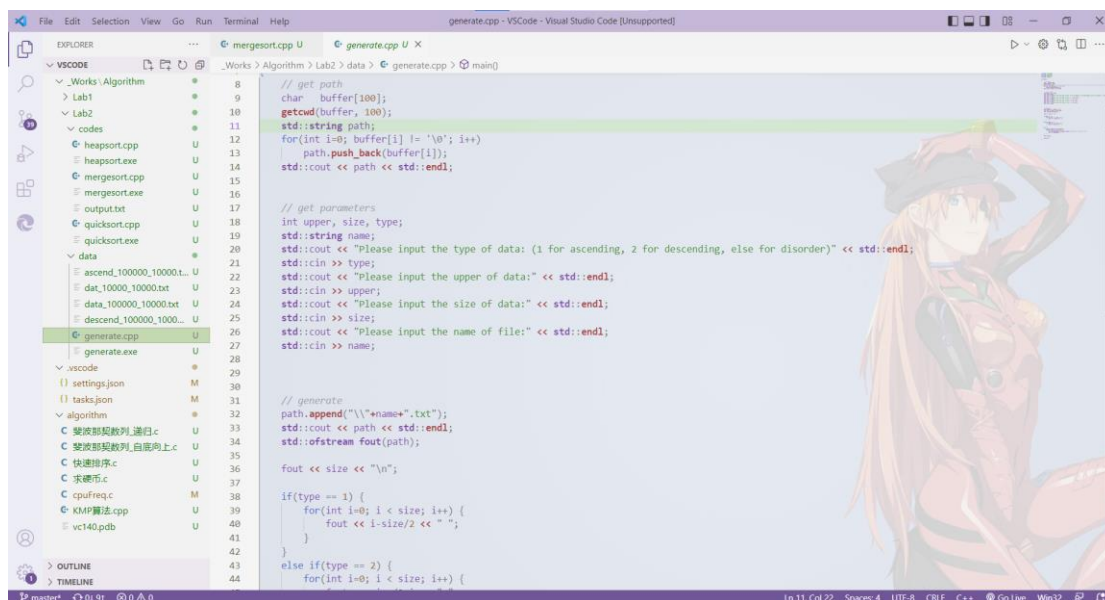 File Edit Selection View Go Run Terminal Help generate.cpp - VSCode - Visual Studio Code [Unsupported]
EXPLORER
mergesort.cpp U
generate.cpp U
VSCODE
_Works > Algorithm > Lab2 > data > generate.cpp > main()
_Works \ Algorithm
Lab1
Lab2
codes
heapsort.cpp U
heapsort.exe U
mergesort.cpp U
mergesort.exe U
output.txt U
quicksort.cpp U
quicksort.exe U
data
ascend_100000_10000.t... U
dat_10000_10000.txt U
data_100000_10000.txt U
descend_100000_1000... U
generate.cpp U
generate.exe U
.vscode
{} settings.json M
{} tasks.json M
algorithm
C 斐波那契数列_递归.c U
C 斐波那契数列_自底向上.c U
C 快速排序.c U
C 求硬币.c U
C cpuFreq.c M
KMP算法.cpp U
vc140.pdb U
OUTLINE
TIMELINE
39
1
8 // get path
9 char buffer[100];
10 getcwd(buffer, 100);
11 std::string path;
12 for(int i=0; buffer[i] != '\0'; i++)
13 path.push_back(buffer[i]);
14 std::cout << path << std::endl;
15
16
17 // get parameters
18 int upper, size, type;
19 std::string name;
20 std::cout << "Please input the type of data: (1 for ascending, 2 for descending, else for disorder)" << std::endl;
21 std::cin >> type;
22 std::cout << "Please input the upper of data:" << std::endl;
23 std::cin >> upper;
24 std::cout << "Please input the size of data:" << std::endl;
25 std::cin >> size;
26 std::cout << "Please input the name of file:" << std::endl;
27 std::cin >> name;
28
29
30
31 // generate
32 path.append("\\"+name+".txt");
33 std::cout << path << std::endl;
34 std::ofstream fout(path);
35
36 fout << size << "\n";
37
38 if(type == 1) {
39 for(int i=0; i < size; i++) {
40 fout << i-size/2 << " ";
41 }
42 }
43 else if(type == 2) {
44 for(int i=0; i < size; i++) {
master* 0↓ 9↑ 0 0 Ln 11, Col 22 Spaces: 4 UTF-8 CRLF C++ Go Live Win32